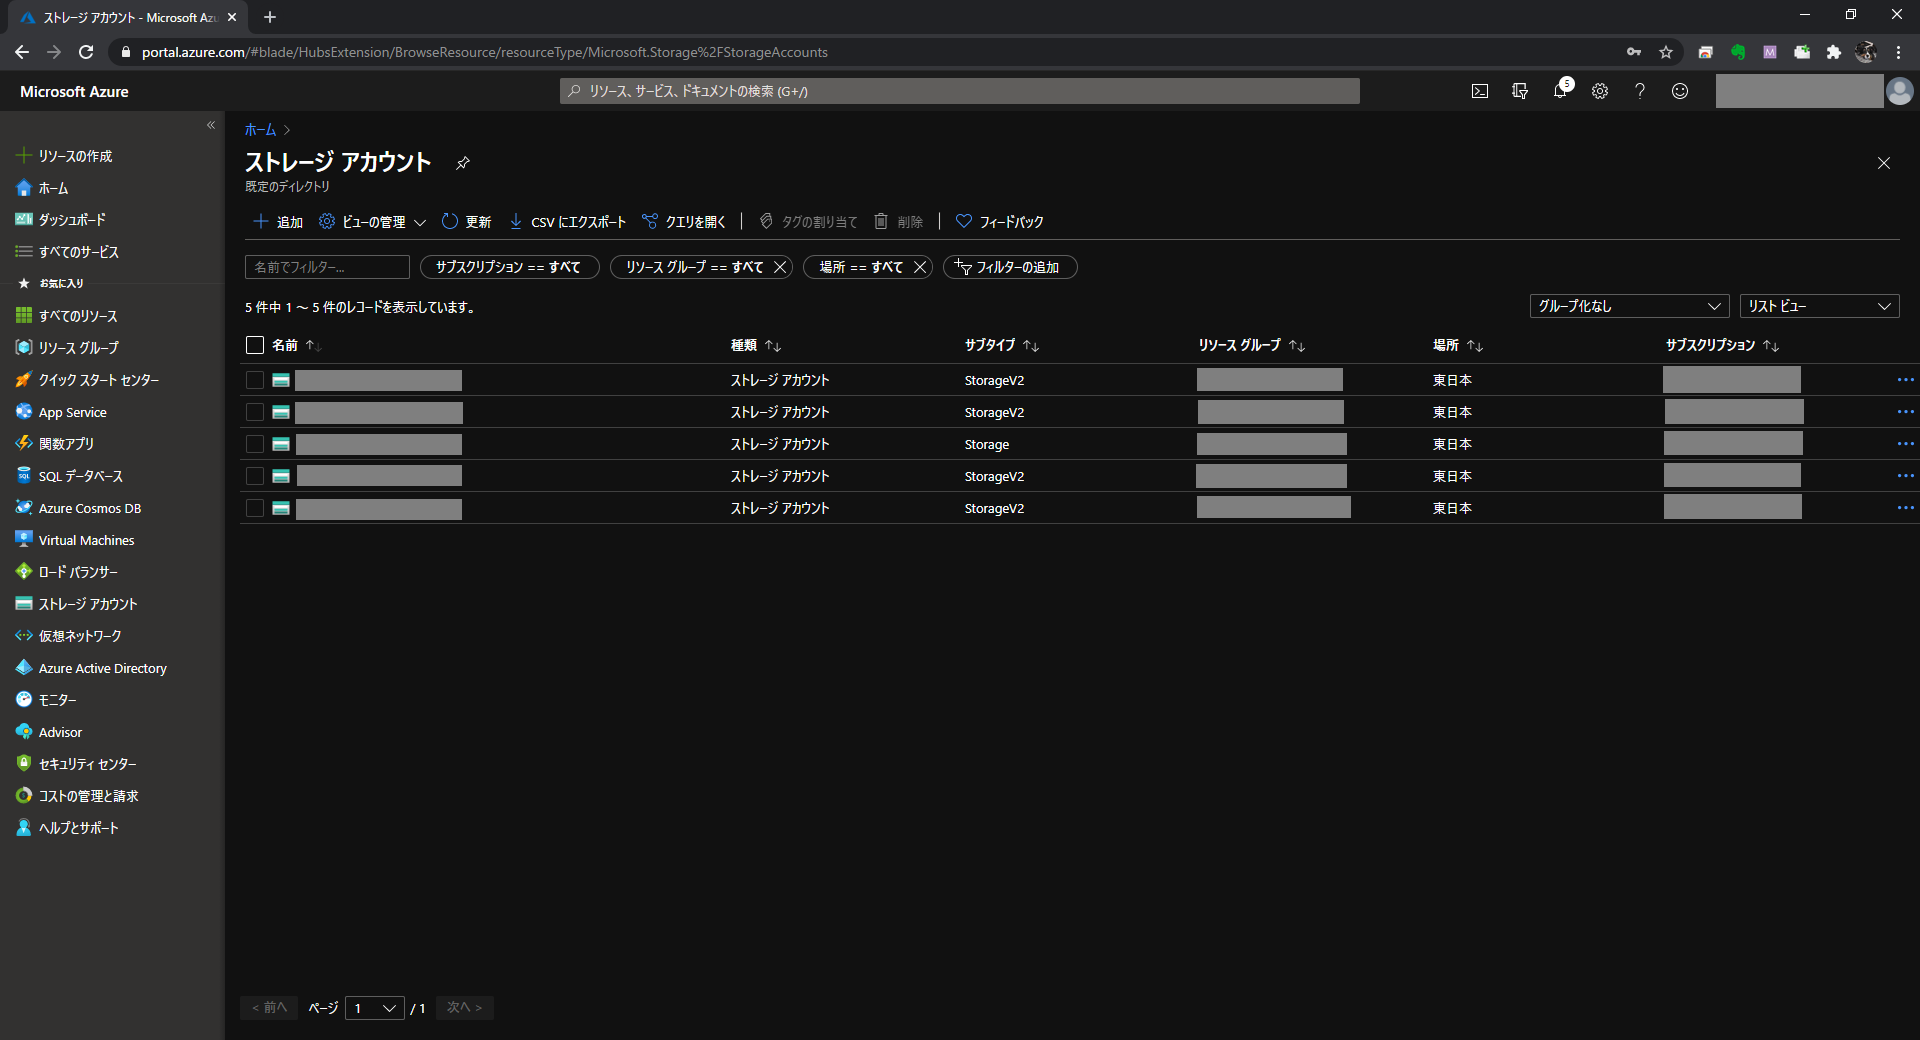 ストレージ アカウント - Microsoft Azu
portal.azure.com/#blade/HubsExtension/BrowseResource/resourceType/Microsoft.Storage%2FStorageAccounts
Microsoft Azure
リソース、サービス、ドキュメントの検索 (G+/)
5
ホーム >
ストレージ アカウント
既定のディレクトリ
追加 ビューの管理 更新 CSV にエクスポート クエリを開く タグの割り当て 削除 フィードバック
名前でフィルター... サブスクリプション == すべて リソース グループ == すべて 場所 == すべて フィルターの追加
5 件中 1 ～ 5 件のレコードを表示しています。 グループ化なし リスト ビュー
名前 種類 サブタイプ リソース グループ 場所 サブスクリプション
ストレージ アカウント StorageV2 東日本
ストレージ アカウント StorageV2 東日本
ストレージ アカウント Storage 東日本
ストレージ アカウント StorageV2 東日本
ストレージ アカウント StorageV2 東日本
< 前へ ページ 1 / 1 次へ >
リソースの作成
ホーム
ダッシュボード
すべてのサービス
お気に入り
すべてのリソース
リソース グループ
クイック スタート センター
App Service
関数アプリ
SQL データベース
Azure Cosmos DB
Virtual Machines
ロード バランサー
ストレージ アカウント
仮想ネットワーク
Azure Active Directory
モニター
Advisor
セキュリティ センター
コストの管理と請求
ヘルプとサポート